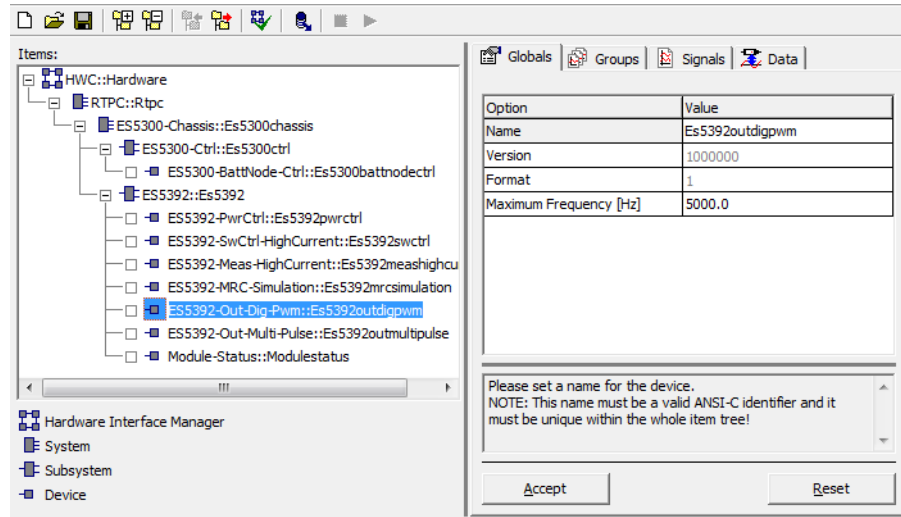 Items:
HWC::Hardware
RTPC::Rtpc
ES5300-Chassis::Es5300chassis
ES5300-Ctrl::Es5300ctrl
ES5300-BattNode-Ctrl::Es5300battnodectrl
ES5392::Es5392
ES5392-PwrCtrl::Es5392pwrctrl
ES5392-SwCtrl-HighCurrent::Es5392swctrl
ES5392-Meas-HighCurrent::Es5392meashighcu
ES5392-MRC-Simulation::Es5392mrcsimulation
ES5392-Out-Dig-Pwm::Es5392outdigpwm
ES5392-Out-Multi-Pulse::Es5392outmultipulse
Module-Status::Modulestatus
Hardware Interface Manager
System
Subsystem
Device
Globals Groups Signals Data
Option Value
Name Es5392outdigpwm
Version 1000000
Format 1
Maximum Frequency [Hz] 5000.0
Please set a name for the device.
NOTE: This name must be a valid ANSI-C identifier and it
must be unique within the whole item tree!
Accept Reset